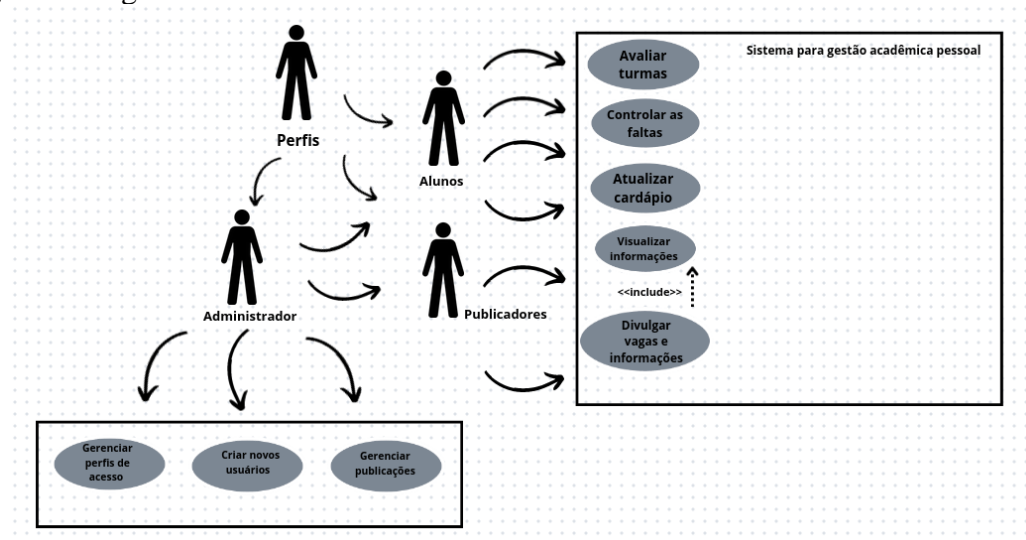 Sistema para gestão acadêmica pessoal
Avaliar
turmas
Controlar as
faltas
Perfis
Alunos
Atualizar
cardápio
Visualizar
informações
<<include>>
Administrador
Publicadores
Divulgar
vagas e
informações
Gerenciar
perfis de
acesso
Criar novos
usuários
Gerenciar
publicações